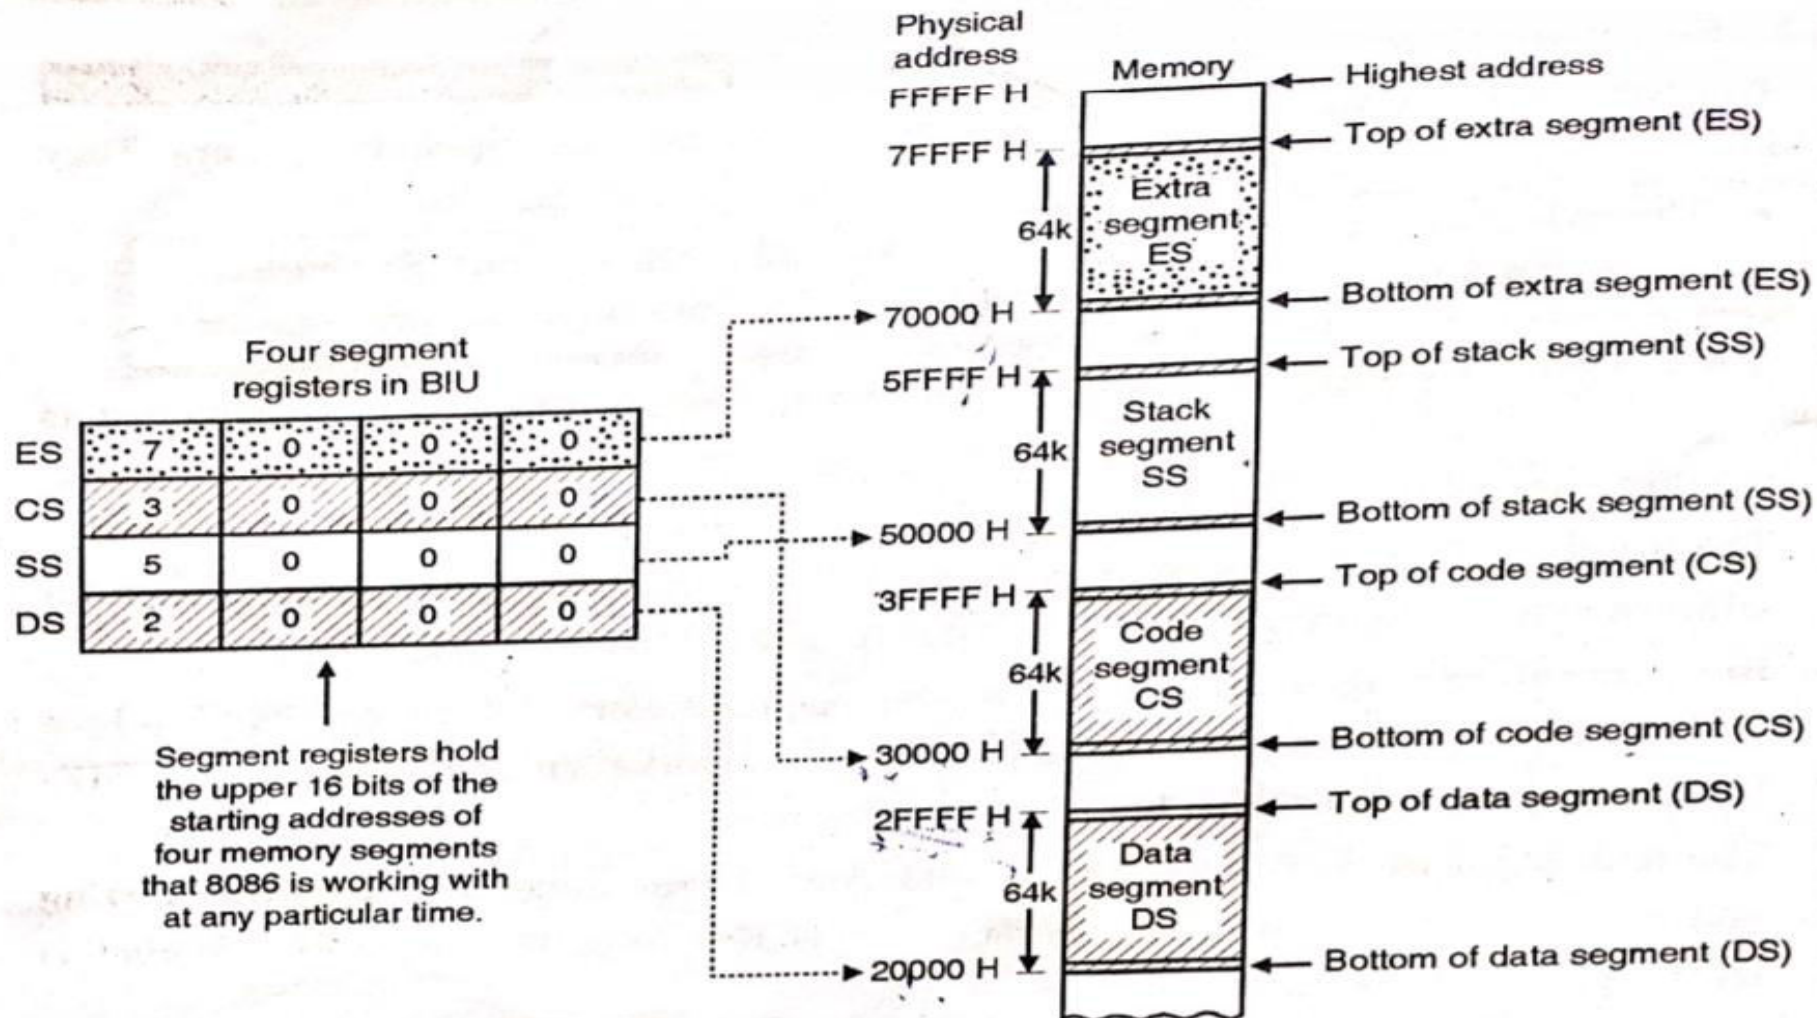 Physical
address
Memory
FFFFF H
Highest address
7FFFF H
Top of extra segment (ES)
Extra
segment
ES
64k
Bottom of extra segment (ES)
70000 H
Top of stack segment (SS)
5FFFF H
Stack
segment
SS
64k
Bottom of stack segment (SS)
50000 H
Top of code segment (CS)
3FFFF H
Code
segment
CS
64k
Bottom of code segment (CS)
30000 H
Top of data segment (DS)
2FFFF H
Data
segment
DS
64k
Bottom of data segment (DS)
20000 H
Four segment
registers in BIU
ES 7 0 0 0
CS 3 0 0 0
SS 5 0 0 0
DS 2 0 0 0
Segment registers hold
the upper 16 bits of the
starting addresses of
four memory segments
that 8086 is working with
at any particular time.